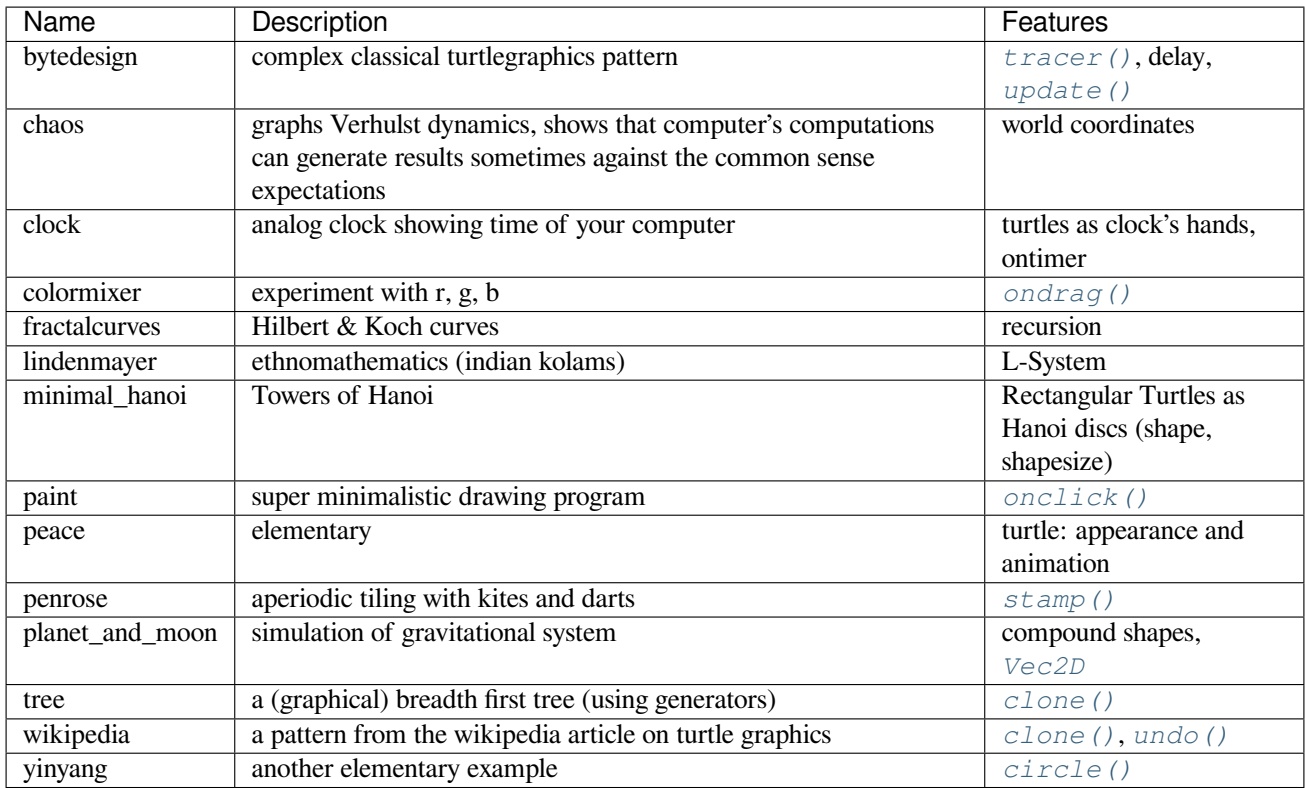 Name Description Features
bytedesign complex classical turtlegraphics pattern tracer(), delay,
update()
chaos graphs Verhulst dynamics, shows that computer's computations world coordinates
can generate results sometimes against the common sense
expectations
clock analog clock showing time of your computer turtles as clock's hands,
ontimer
colormixer experiment with r, g, b ondrag()
fractalcurves Hilbert & Koch curves recursion
lindenmayer ethnomathematics (indian kolams) L-System
minimal_hanoi Towers of Hanoi Rectangular Turtles as
Hanoi discs (shape,
shapesize)
paint super minimalistic drawing program onclick()
peace elementary turtle: appearance and
animation
penrose aperiodic tiling with kites and darts stamp()
planet_and_moon simulation of gravitational system compound shapes,
Vec2D
tree a (graphical) breadth first tree (using generators) clone()
wikipedia a pattern from the wikipedia article on turtle graphics clone(), undo()
yinyang another elementary example circle()